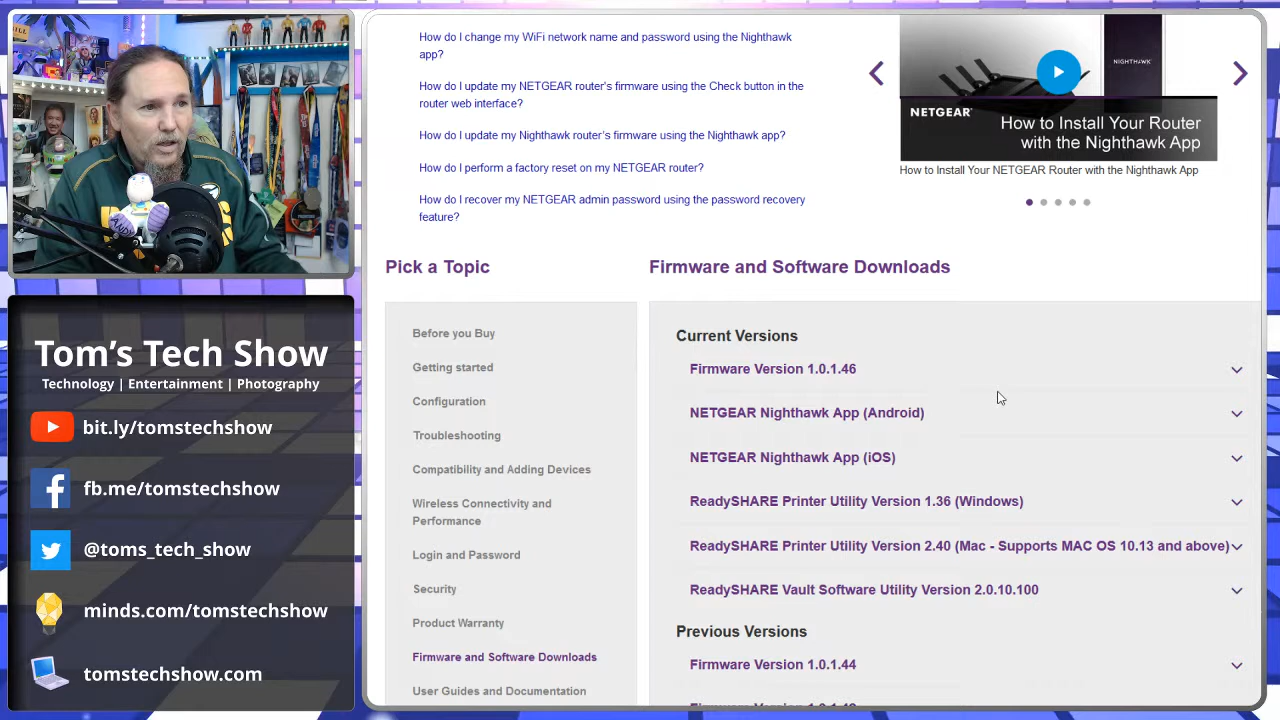 Tom's Tech Show
Technology | Entertainment | Photography
bit.ly/tomstechshow
fb.me/tomstechshow
@toms_tech_show
minds.com/tomstechshow
tomstechshow.com
How do I change my WiFi network name and password using the Nighthawk
app?
How do I update my NETGEAR router's firmware using the Check button in the
router web interface?
How do I update my Nighthawk router's firmware using the Nighthawk app?
How do I perform a factory reset on my NETGEAR router?
How do I recover my NETGEAR admin password using the password recovery
feature?
NIGHTHAWK
NETGEAR
How to Install Your Router
with the Nighthawk App
How to Install Your NETGEAR Router with the Nighthawk App
Pick a Topic
Before you Buy
Getting started
Configuration
Troubleshooting
Compatibility and Adding Devices
Wireless Connectivity and
Performance
Login and Password
Security
Product Warranty
Firmware and Software Downloads
User Guides and Documentation
Firmware and Software Downloads
Current Versions
Firmware Version 1.0.1.46
NETGEAR Nighthawk App (Android)
NETGEAR Nighthawk App (iOS)
ReadySHARE Printer Utility Version 1.36 (Windows)
ReadySHARE Printer Utility Version 2.40 (Mac - Supports MAC OS 10.13 and above)
ReadySHARE Vault Software Utility Version 2.0.10.100
Previous Versions
Firmware Version 1.0.1.44